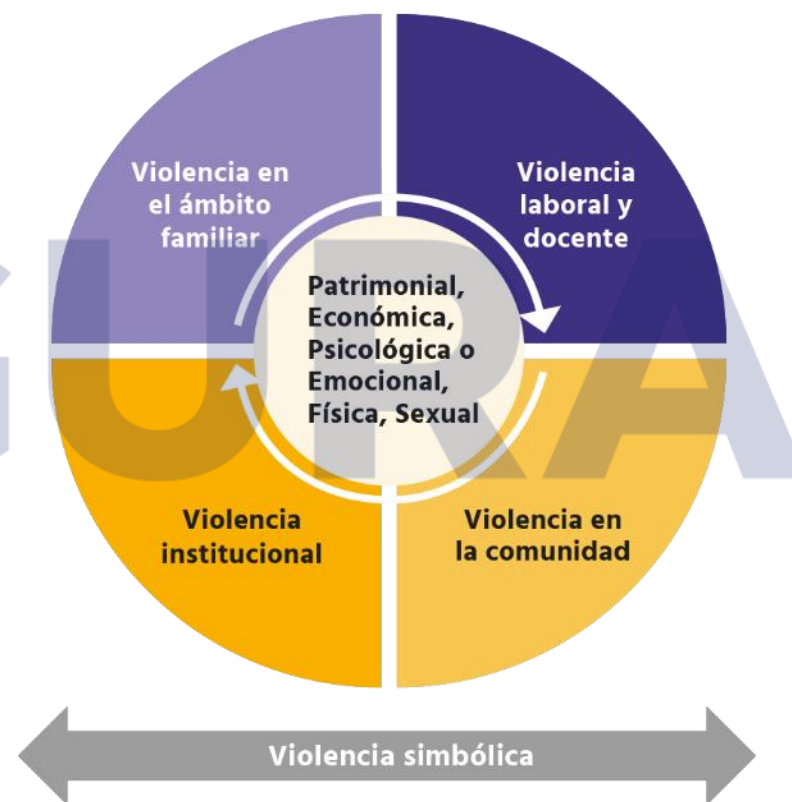 Violencia en
el ámbito
familiar
Violencia
laboral y
docente
Patrimonial,
Económica,
Psicológica o
Emocional,
Física, Sexual
Violencia
institucional
Violencia en
la comunidad
Violencia simbólica
GURA